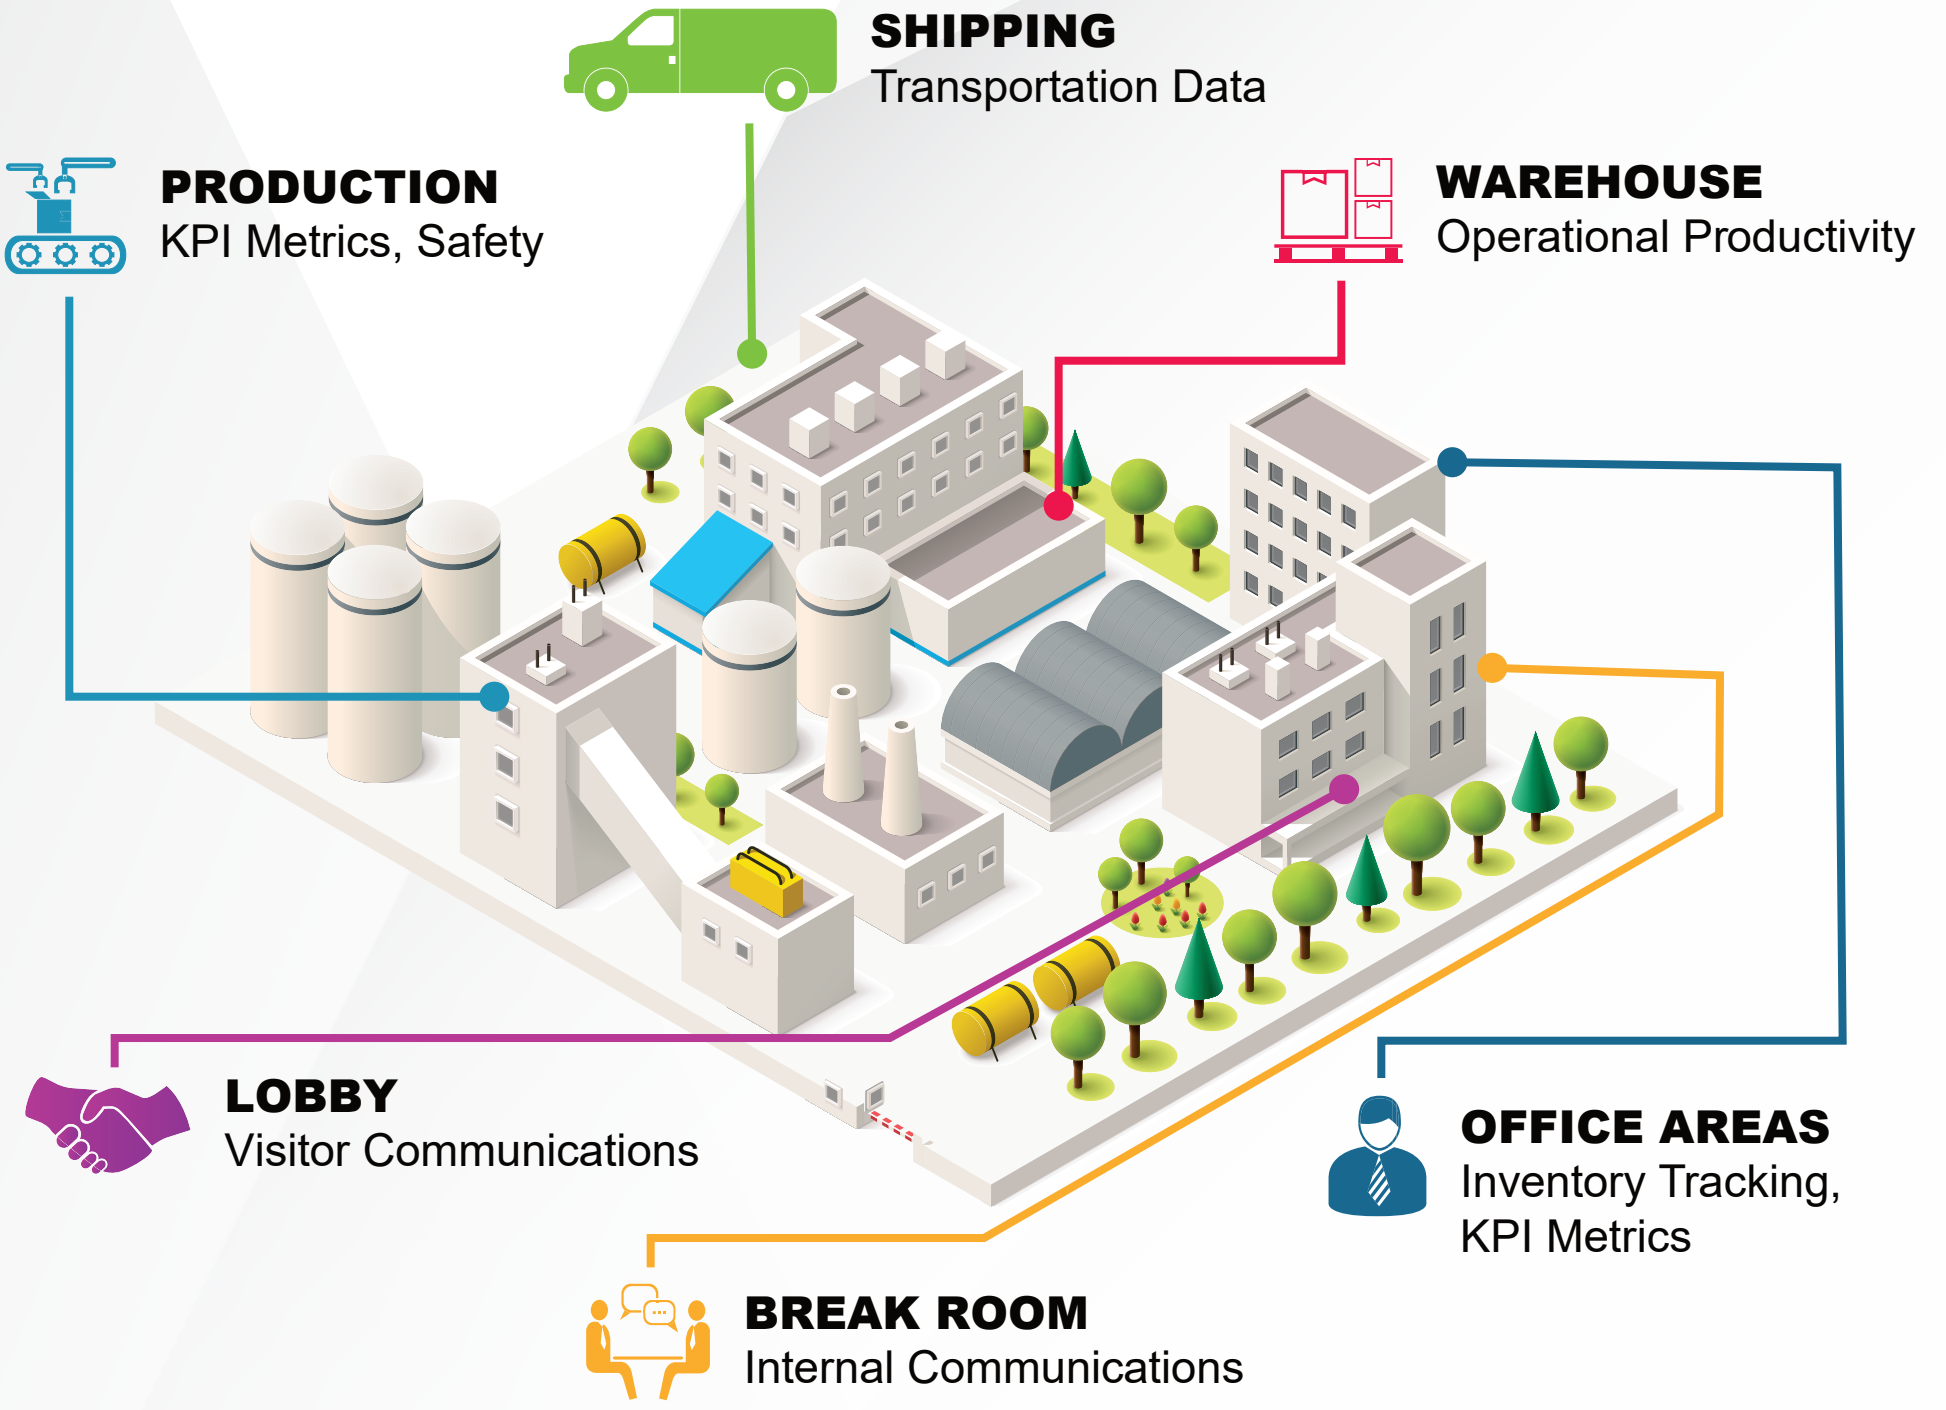 SHIPPING
Transportation Data
PRODUCTION
KPI Metrics, Safety
WAREHOUSE
Operational Productivity
LOBBY
Visitor Communications
OFFICE AREAS
Inventory Tracking,
KPI Metrics
BREAK ROOM
Internal Communications